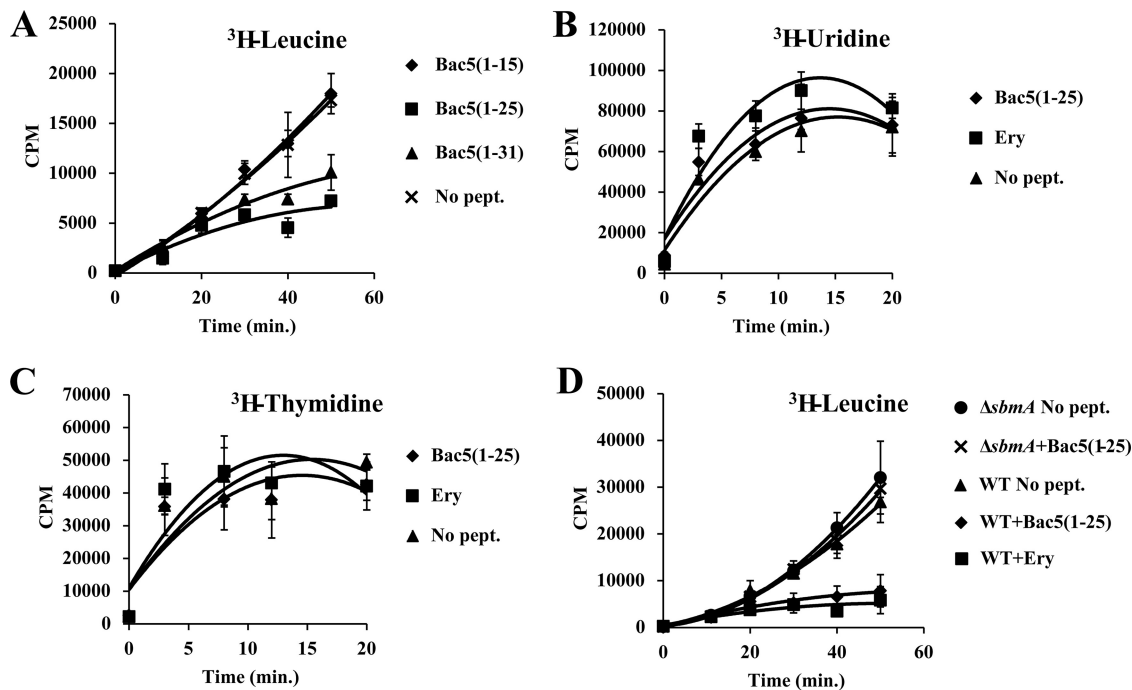 A
³H-Leucine
CPM
25000
20000
15000
10000
5000
0
0 20 40 60
Time (min.)
Bac5(1-15)
Bac5(1-25)
Bac5(1-31)
No pept.
B
³H-Uridine
CPM
120000
100000
80000
60000
40000
20000
0
0 5 10 15 20
Time (min.)
Bac5(1-25)
Ery
No pept.
C
³H-Thymidine
CPM
70000
60000
50000
40000
30000
20000
10000
0
0 5 10 15 20
Time (min.)
Bac5(1-25)
Ery
No pept.
D
³H-Leucine
CPM
50000
40000
30000
20000
10000
0
0 20 40 60
Time (min.)
ΔsbmA No pept.
ΔsbmA+Bac5(1-25)
WT No pept.
WT+Bac5(1-25)
WT+Ery